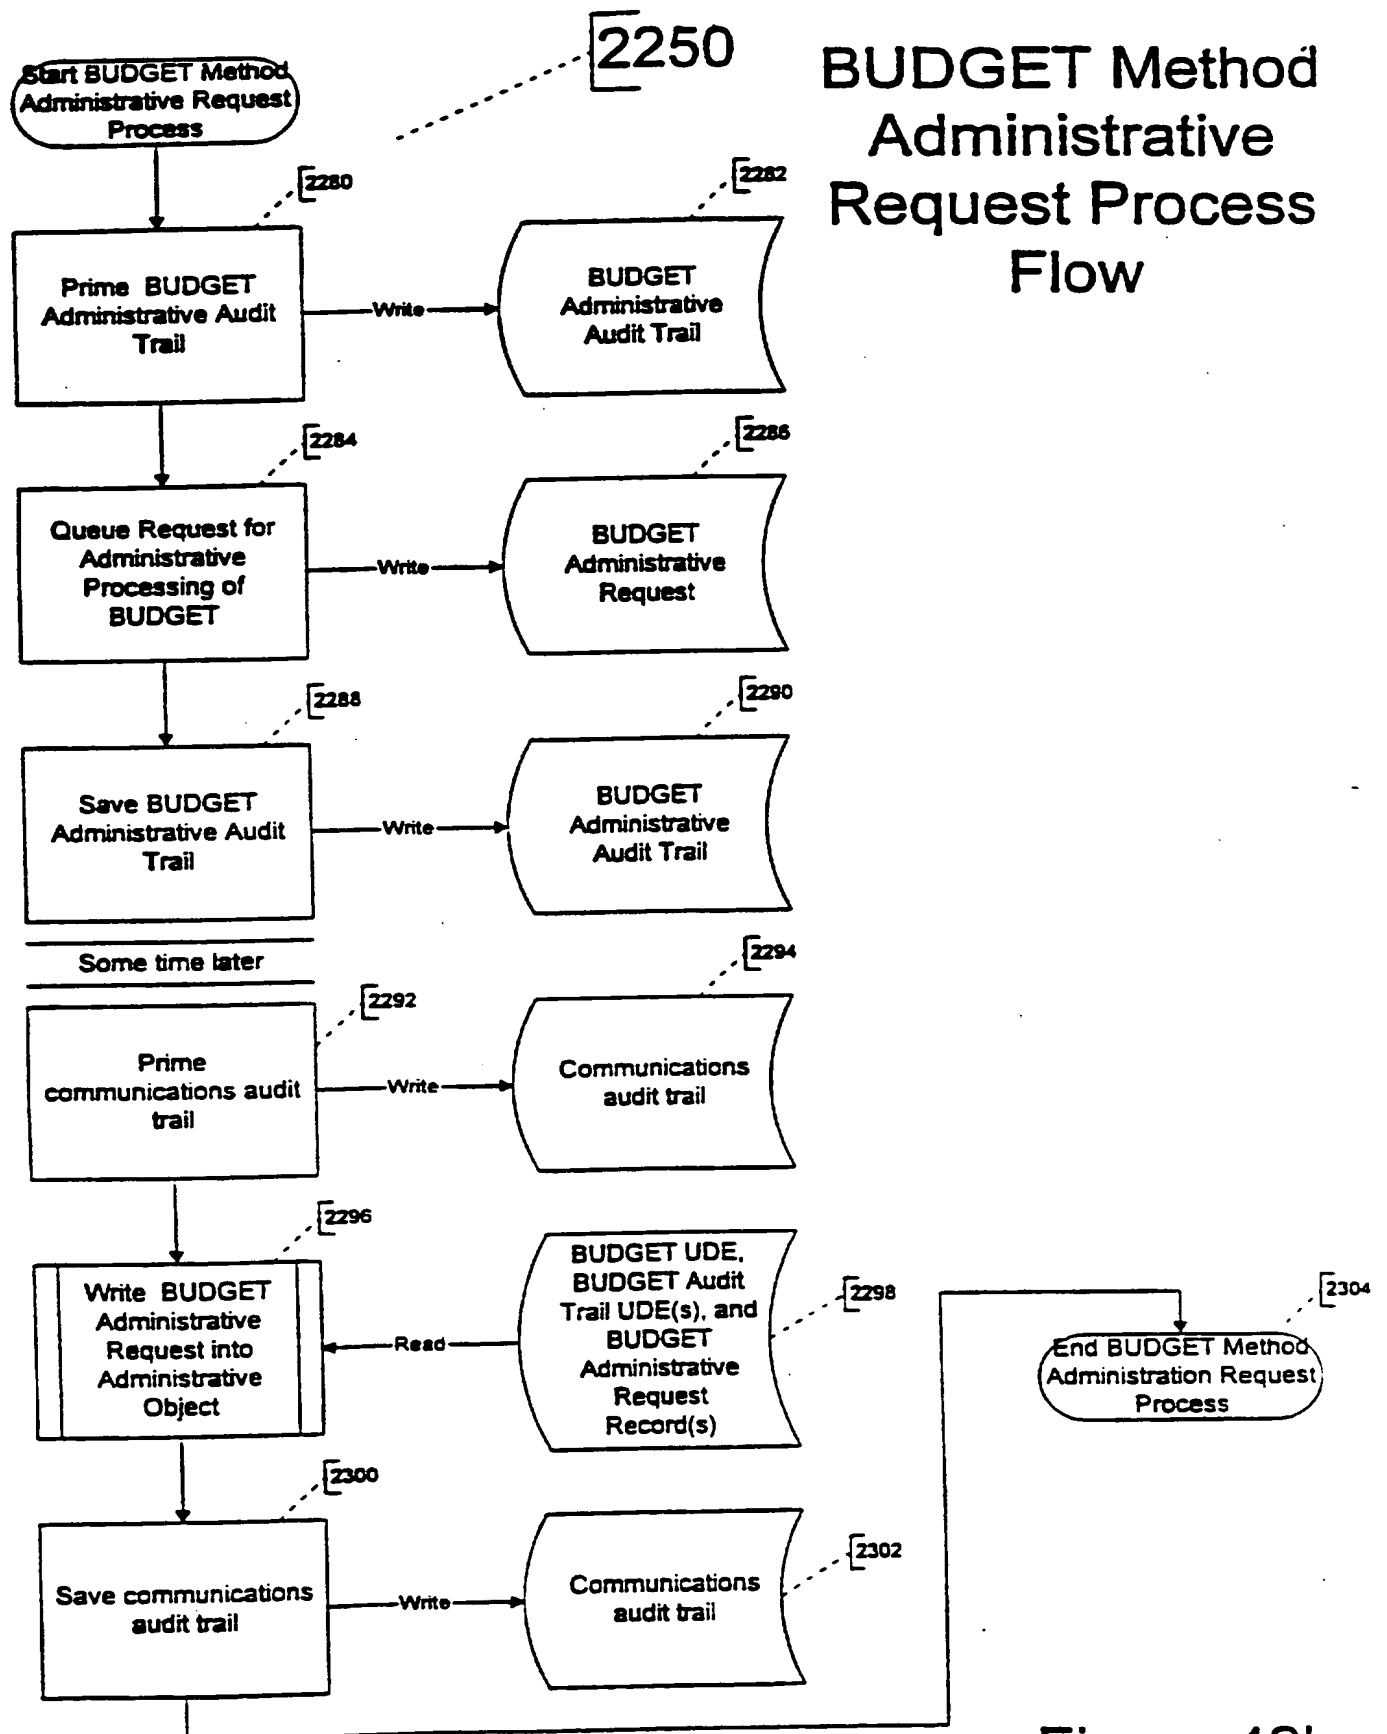 2250
BUDGET Method
Administrative
Request Process
Flow
Start BUDGET Method
Administrative Request
Process
2280
2282
Prime BUDGET
Administrative Audit
Trail
Write
BUDGET
Administrative
Audit Trail
2284
2286
Queue Request for
Administrative
Processing of
BUDGET
Write
BUDGET
Administrative
Request
2288
2290
Save BUDGET
Administrative Audit
Trail
Write
BUDGET
Administrative
Audit Trail
Some time later
2292
2294
Prime
communications audit
trail
Write
Communications
audit trail
2296
Write BUDGET
Administrative
Request into
Administrative
Object
Read
BUDGET UDE,
BUDGET Audit
Trail UDE(s), and
BUDGET
Administrative
Request
Record(s)
2298
2304
End BUDGET Method
Administration Request
Process
2300
Save communications
audit trail
Write
Communications
audit trail
2302